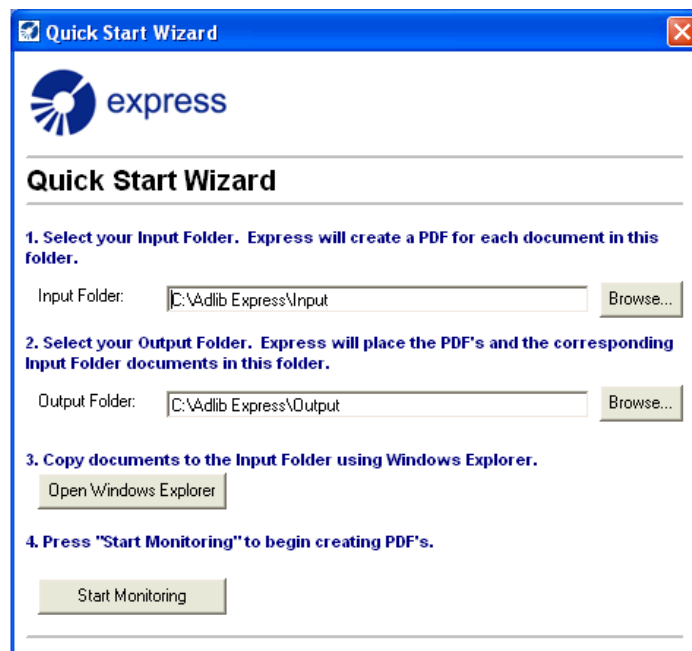 Quick Start Wizard
express
Quick Start Wizard
1. Select your Input Folder.  Express will create a PDF for each document in this
folder.
Input Folder: C:\Adlib Express\Input Browse...
2. Select your Output Folder.  Express will place the PDF's and the corresponding
Input Folder documents in this folder.
Output Folder: C:\Adlib Express\Output Browse...
3. Copy documents to the Input Folder using Windows Explorer.
Open Windows Explorer
4. Press "Start Monitoring" to begin creating PDF's.
Start Monitoring